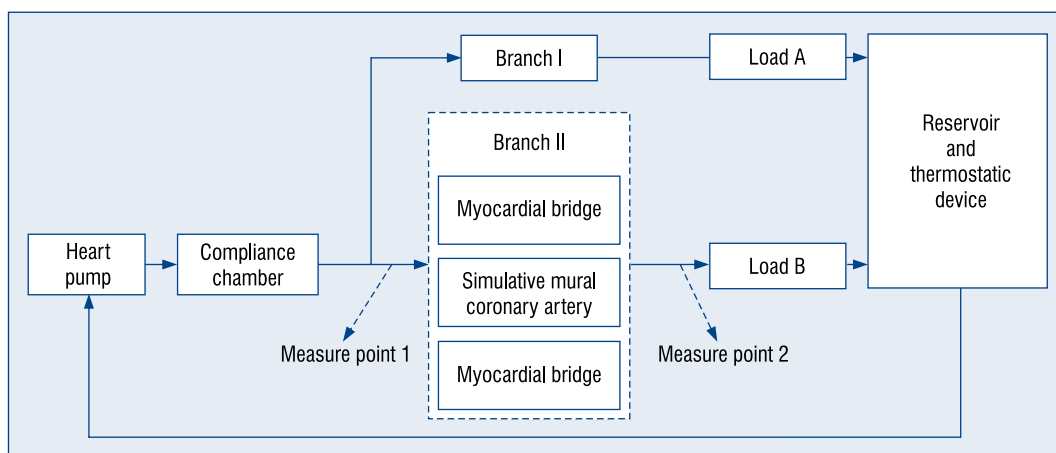 Branch I
Load A
Reservoir
and
thermostatic
device
Branch II
Myocardial bridge
Heart
pump
Compliance
chamber
Simulative mural
coronary artery
Load B
Measure point 1
Measure point 2
Myocardial bridge